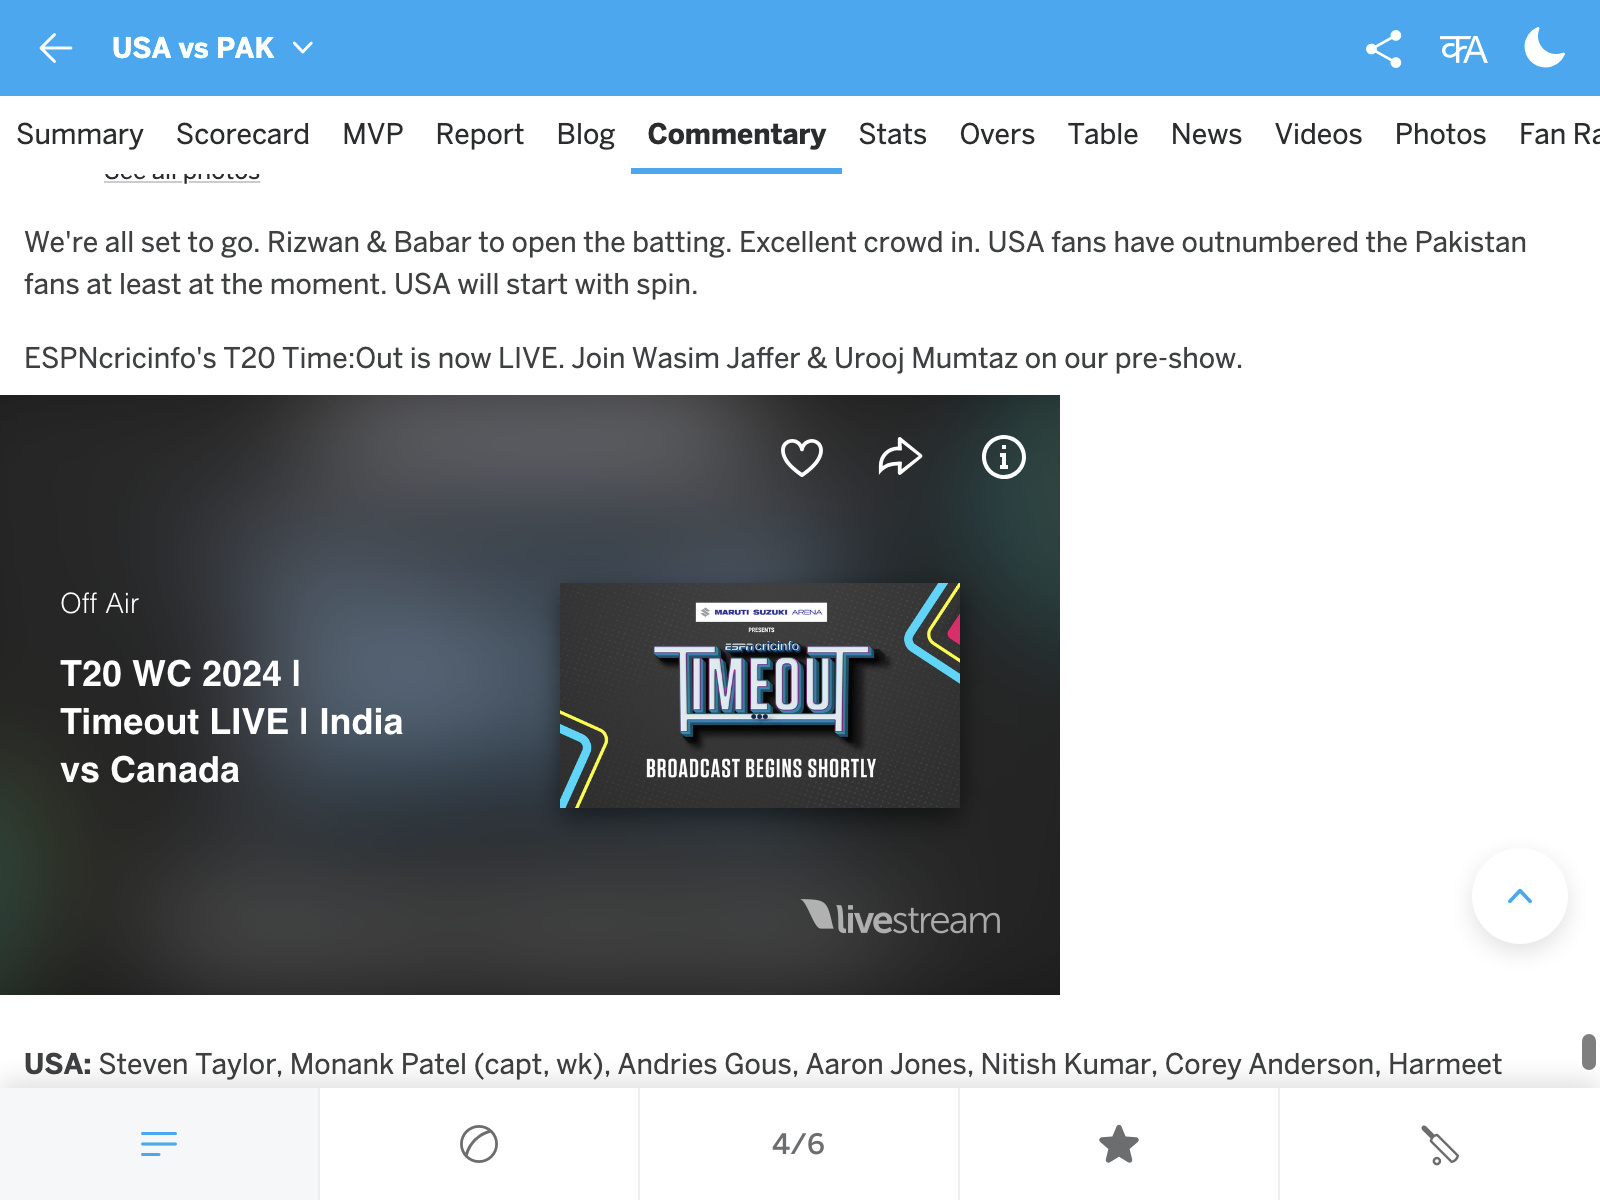 USA vs PAK
काA
Summary Scorecard MVP Report Blog Commentary Stats Overs Table News Videos Photos Fan Ra
See all photos
We're all set to go. Rizwan & Babar to open the batting. Excellent crowd in. USA fans have outnumbered the Pakistan
fans at least at the moment. USA will start with spin.
ESPNcricinfo's T20 Time:Out is now LIVE. Join Wasim Jaffer & Urooj Mumtaz on our pre-show.
Off Air
T20 WC 2024 |
Timeout LIVE | India
vs Canada
MARUTI SUZUKI ARENA
PRESENTS
ESPNcricinfo
TIMEOUT
BROADCAST BEGINS SHORTLY
livestream
USA: Steven Taylor, Monank Patel (capt, wk), Andries Gous, Aaron Jones, Nitish Kumar, Corey Anderson, Harmeet
4/6